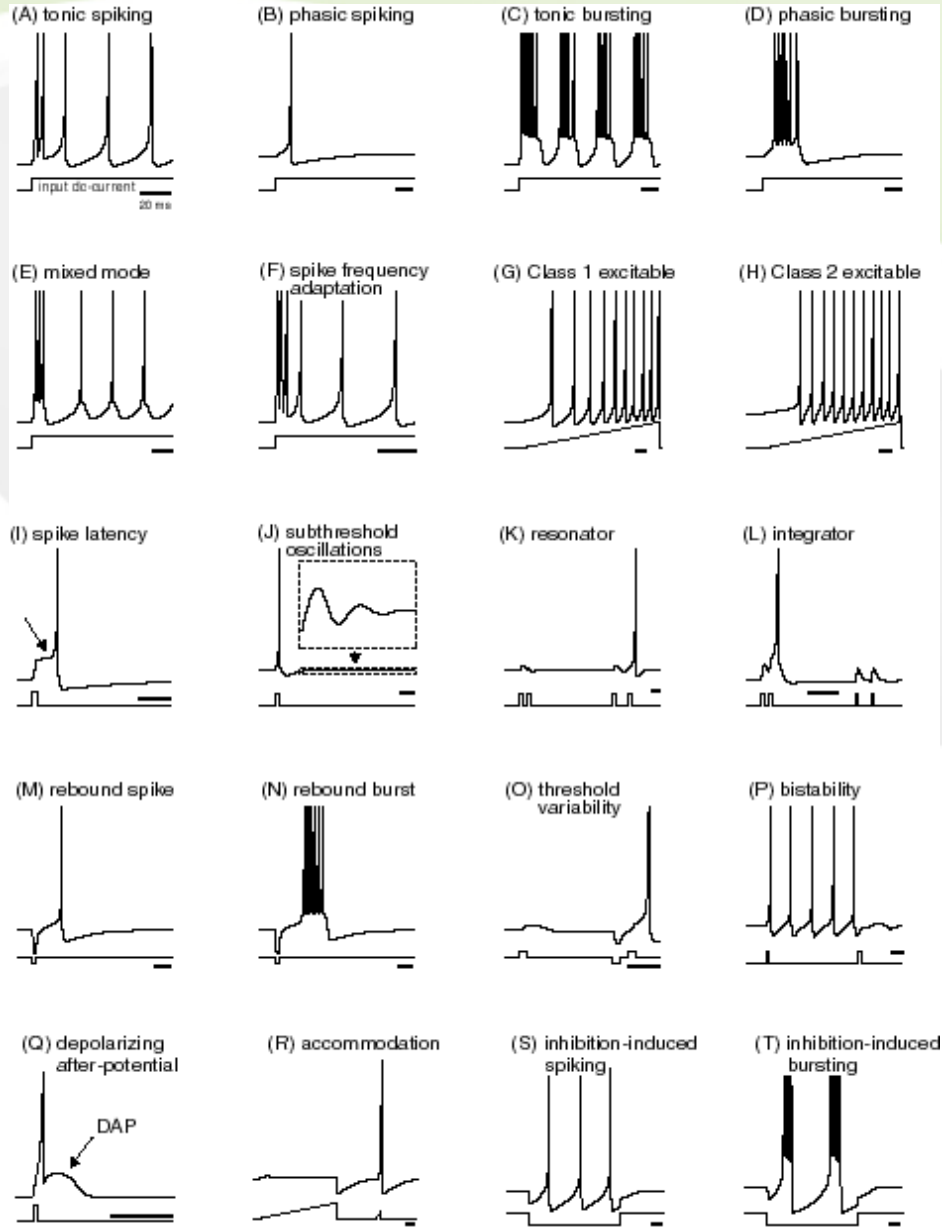 (A) tonic spiking
(B) phasic spiking
(C) tonic bursting
(D) phasic bursting
input dc-current
20 ms
(E) mixed mode
(F) spike frequency
adaptation
(G) Class 1 excitable
(H) Class 2 excitable
(I) spike latency
(J) subthreshold
oscillations
(K) resonator
(L) integrator
(M) rebound spike
(N) rebound burst
(O) threshold
variability
(P) bistability
(Q) depolarizing
after-potential
DAP
(R) accommodation
(S) inhibition-induced
spiking
(T) inhibition-induced
bursting